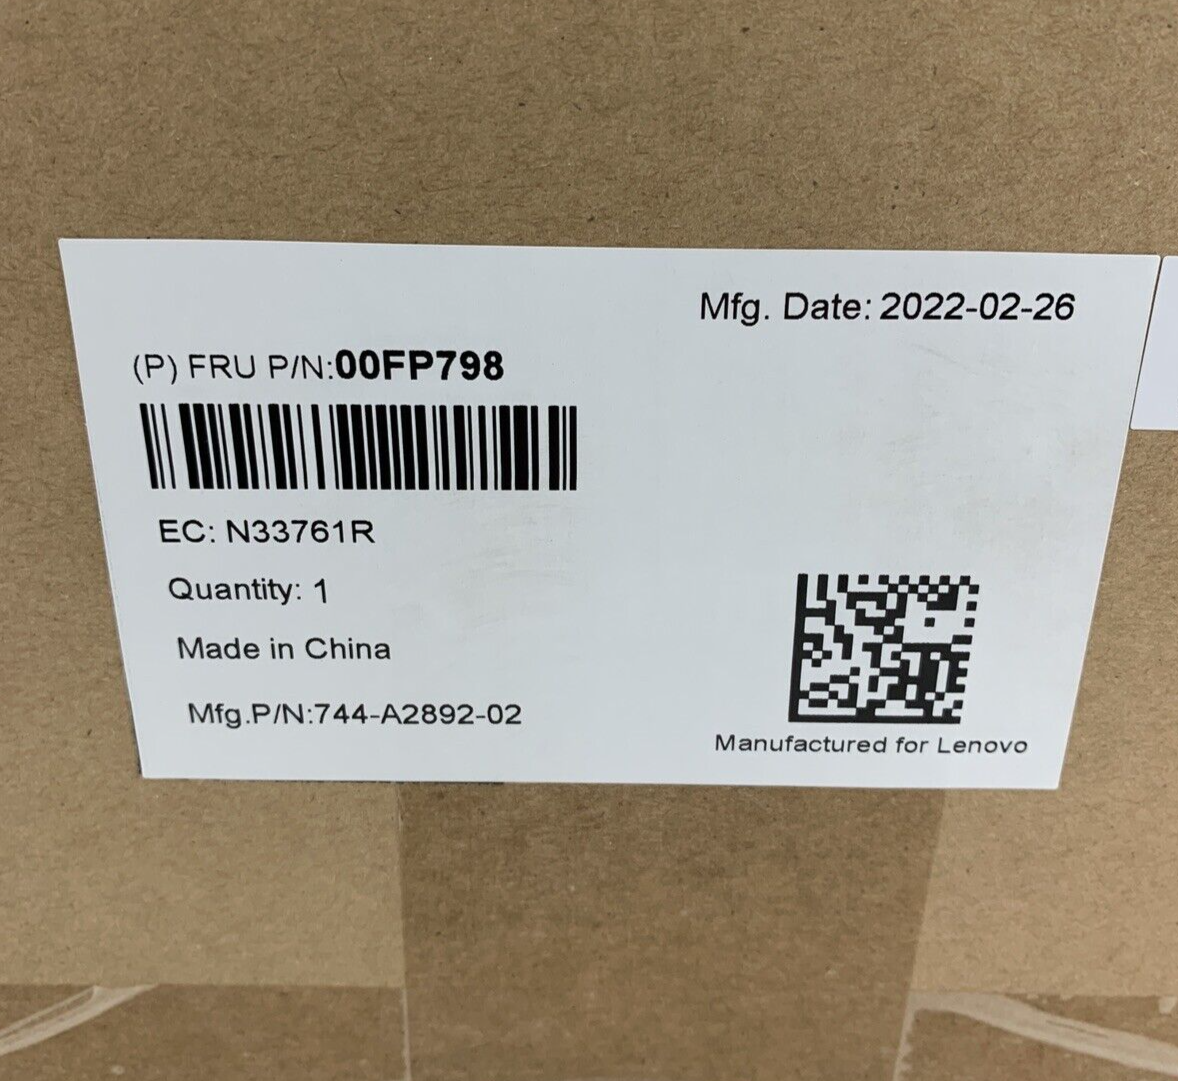 Mfg. Date: 2022-02-26
(P) FRU P/N:00FP798
EC: N33761R
Quantity: 1
Made in China
Mfg.P/N:744-A2892-02
Manufactured for Lenovo